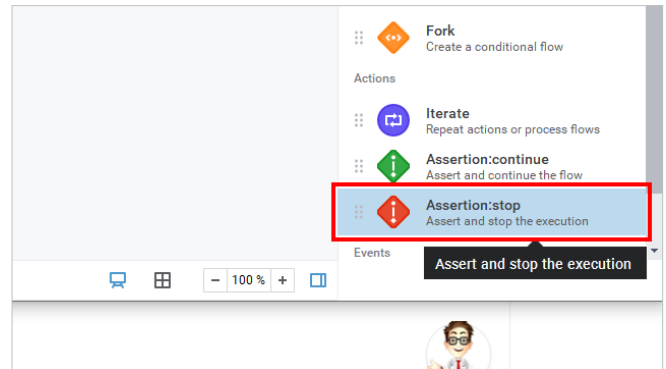 Fork
Create a conditional flow
Actions
Iterate
Repeat actions or process flows
Assertion:continue
Assert and continue the flow
Assertion:stop
Assert and stop the execution
Events
Assert and stop the execution
− 100 % +